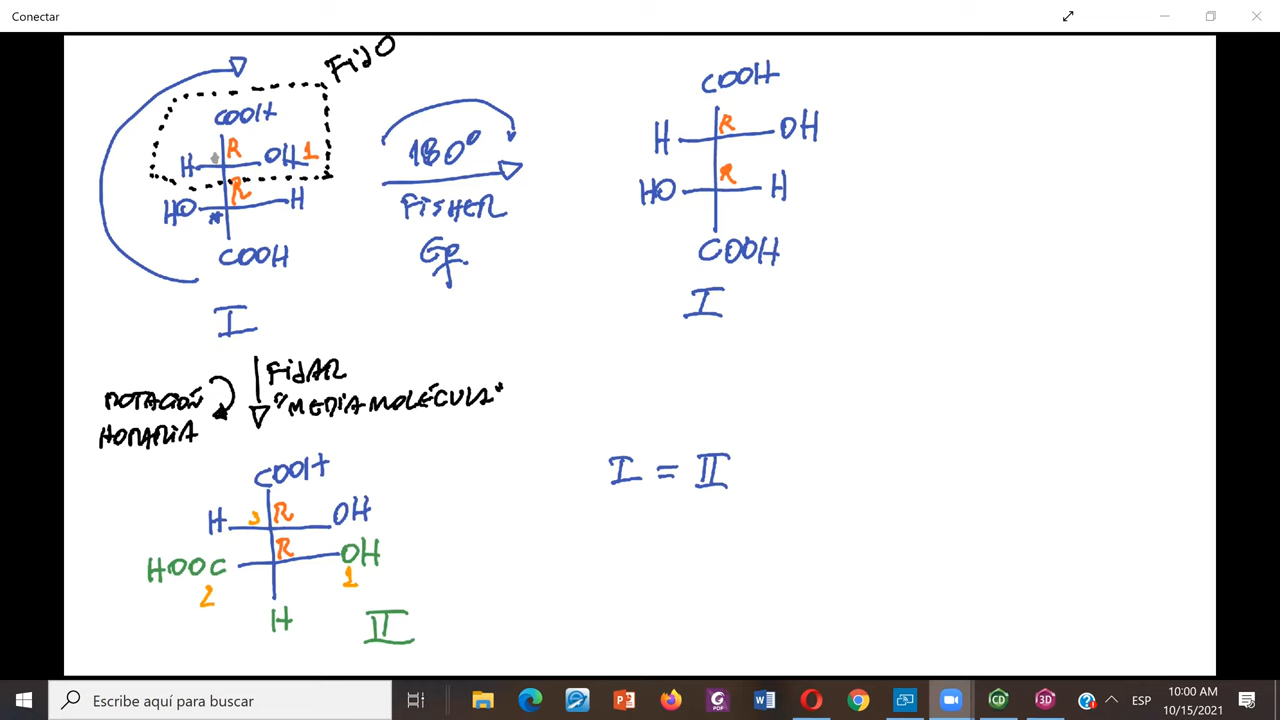 Conectar
FiJO
COOH
H R OH 1
HO * R H
COOH
I
180°
FISHER
Eq.
COOH
H R OH
HO R H
COOH
I
ROTACIÓN
HORARIA
FiJAR
"MEDIA MOLÉCULA"
COOH
H 3 R OH
HOOC R OH
2 1
H
II
I = II
Escribe aquí para buscar
ESP
10:00 AM
10/15/2021